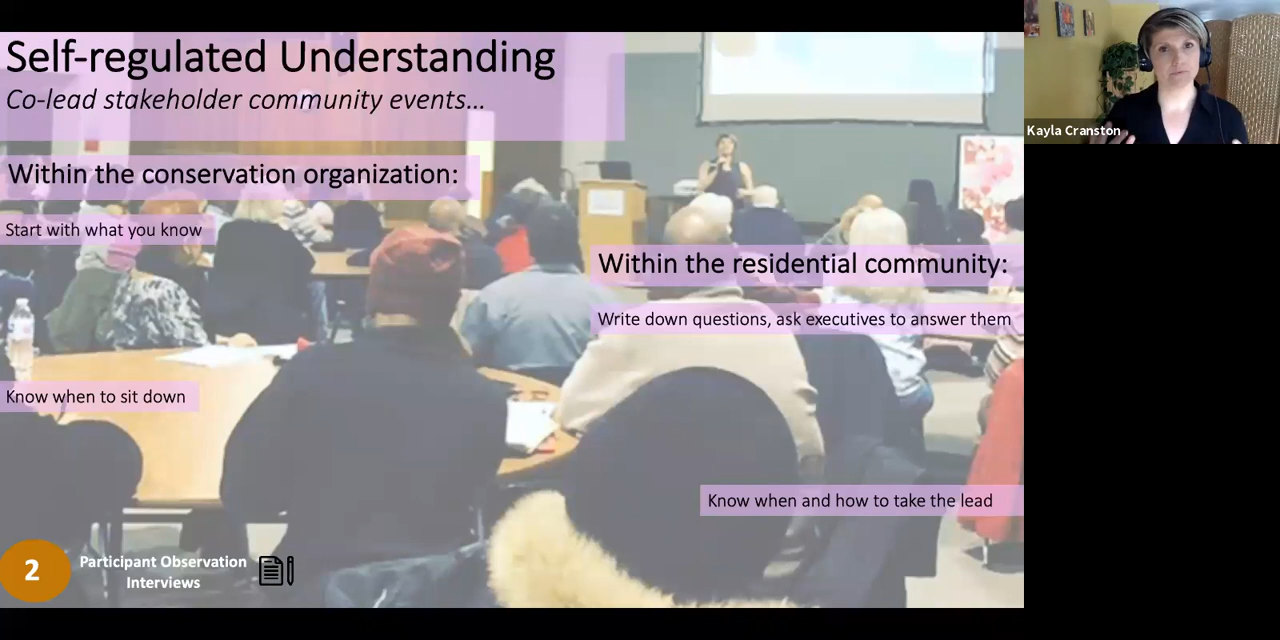 Self-regulated Understanding
Co-lead stakeholder community events...
Within the conservation organization:
Start with what you know
Know when to sit down
Within the residential community:
Write down questions, ask executives to answer them
Know when and how to take the lead
2
Participant Observation
Interviews
Kayla Cranston